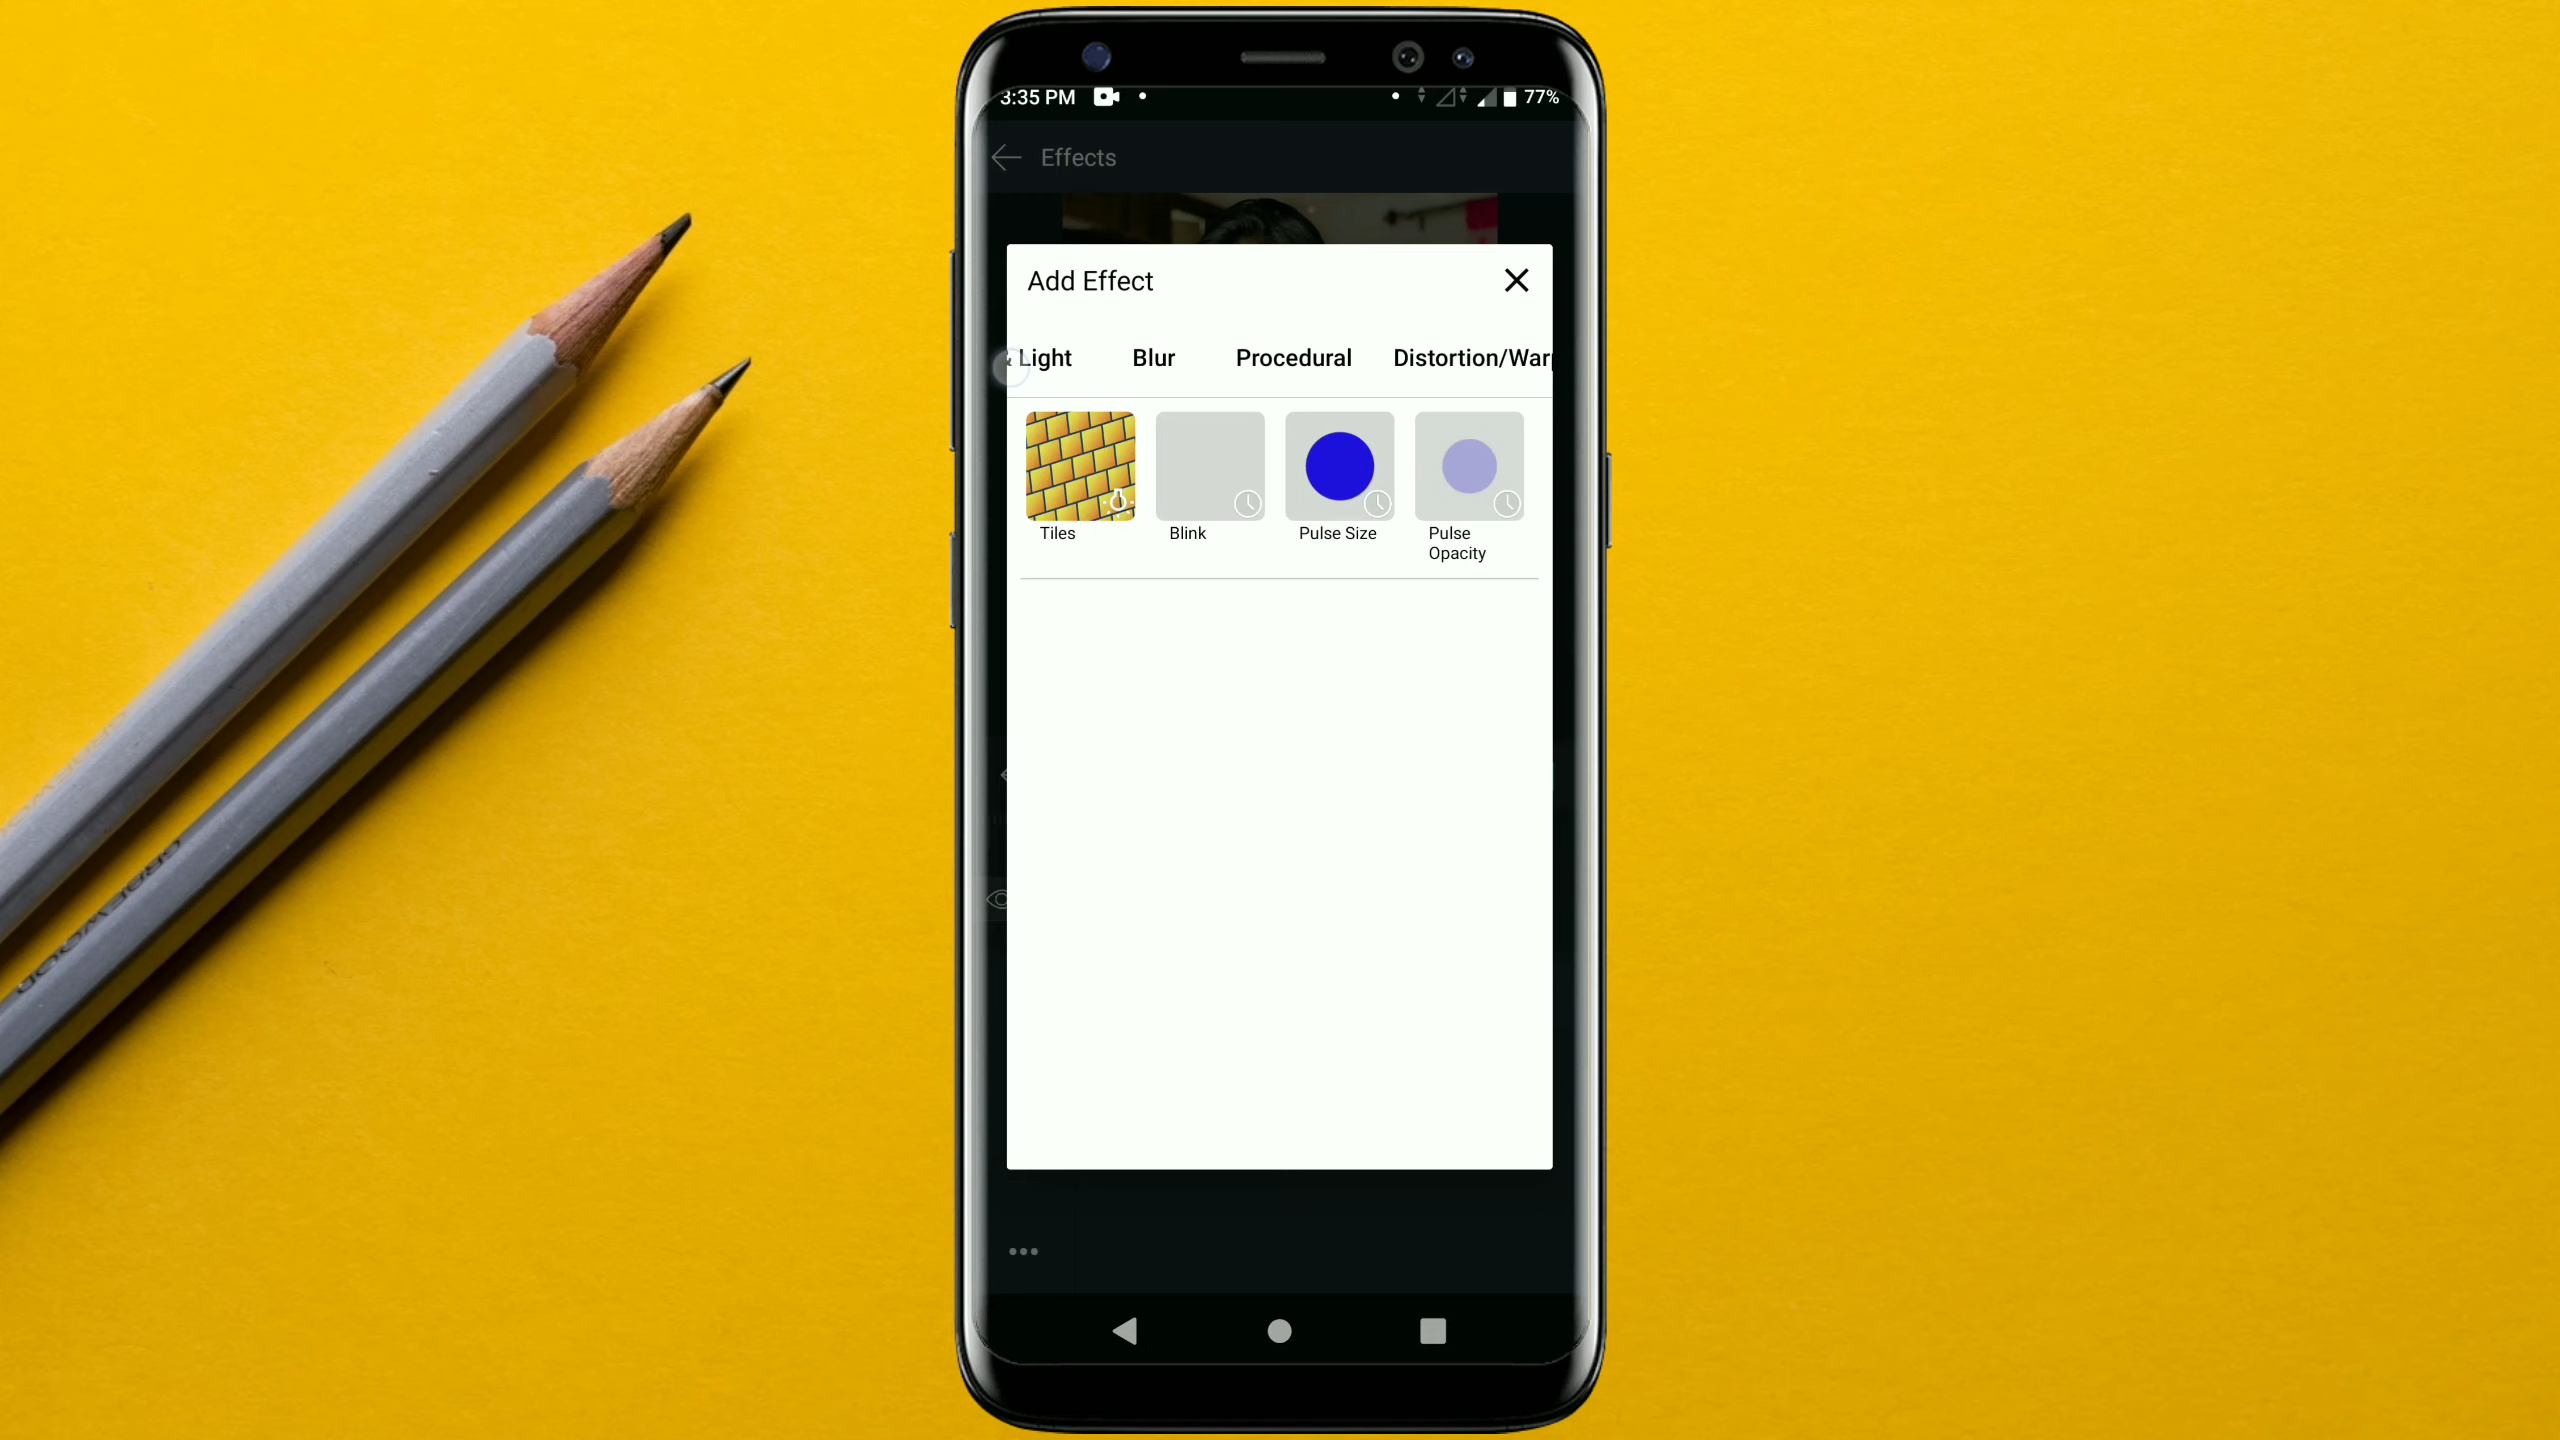 3:35 PM
77%
Effects
Add Effect
& Light
Blur
Procedural
Distortion/War
Tiles
Blink
Pulse Size
Pulse
Opacity